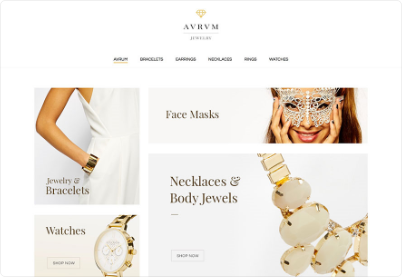 AVRVM
JEWELRY
AVRUM BRACELETS EARRINGS NECKLACES RINGS WATCHES
Face Masks
Jewelry &
Bracelets
Necklaces &
Body Jewels
SHOP NOW
Watches
SHOP NOW